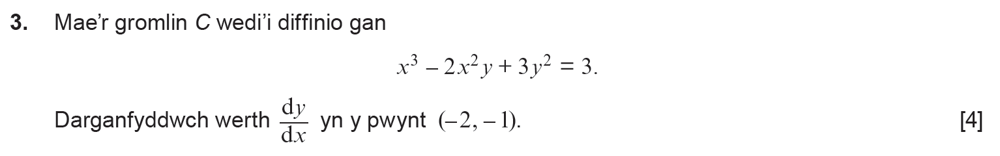 3. Mae'r gromlin C wedi'i diffinio gan
x³ – 2x²y + 3y² = 3.
Darganfyddwch werth dy/dx yn y pwynt (–2, –1). [4]